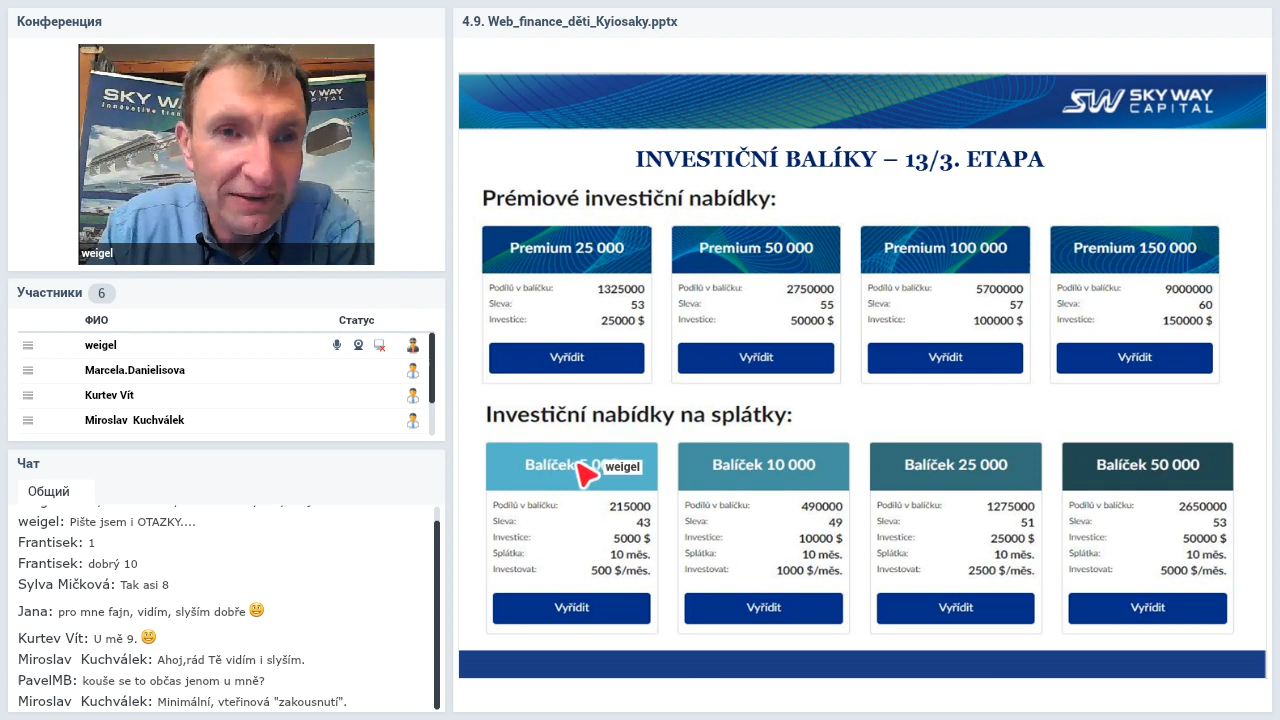 Конференция
SKY W
CAPITAL
weigel
Участники 6
ФИО Статус
weigel
Marcela.Danielisova
Kurtev Vít
Miroslav Kuchválek
Чат
Общий
weigel: Pište jsem i OTAZKY....
Frantisek: 1
Frantisek: dobrý 10
Sylva Mičková: Tak asi 8
Jana: pro mne fajn, vidím, slyším dobře
Kurtev Vít: U mě 9.
Miroslav Kuchválek: Ahoj,rád Tě vidím i slyším.
PavelMB: kouše se to občas jenom u mně?
Miroslav Kuchválek: Minimální, vteřinová "zakousnutí".
4.9. Web_finance_děti_Kyiosaky.pptx
SW SKY WAY
CAPITAL
INVESTIČNÍ BALÍKY – 13/3. ETAPA
Prémiové investiční nabídky:
Premium 25 000
Podílů v balíčku: 1325000
Sleva: 53
Investice: 25000 $
Vyřídit
Premium 50 000
Podílů v balíčku: 2750000
Sleva: 55
Investice: 50000 $
Vyřídit
Premium 100 000
Podílů v balíčku: 5700000
Sleva: 57
Investice: 100000 $
Vyřídit
Premium 150 000
Podílů v balíčku: 9000000
Sleva: 60
Investice: 150000 $
Vyřídit
Investiční nabídky na splátky:
Balíček 5 000
weigel
Podílů v balíčku: 215000
Sleva: 43
Investice: 5000 $
Splátka: 10 měs.
Investovat: 500 $/měs.
Vyřídit
Balíček 10 000
Podílů v balíčku: 490000
Sleva: 49
Investice: 10000 $
Splátka: 10 měs.
Investovat: 1000 $/měs.
Vyřídit
Balíček 25 000
Podílů v balíčku: 1275000
Sleva: 51
Investice: 25000 $
Splátka: 10 měs.
Investovat: 2500 $/měs.
Vyřídit
Balíček 50 000
Podílů v balíčku: 2650000
Sleva: 53
Investice: 50000 $
Splátka: 10 měs.
Investovat: 5000 $/měs.
Vyřídit